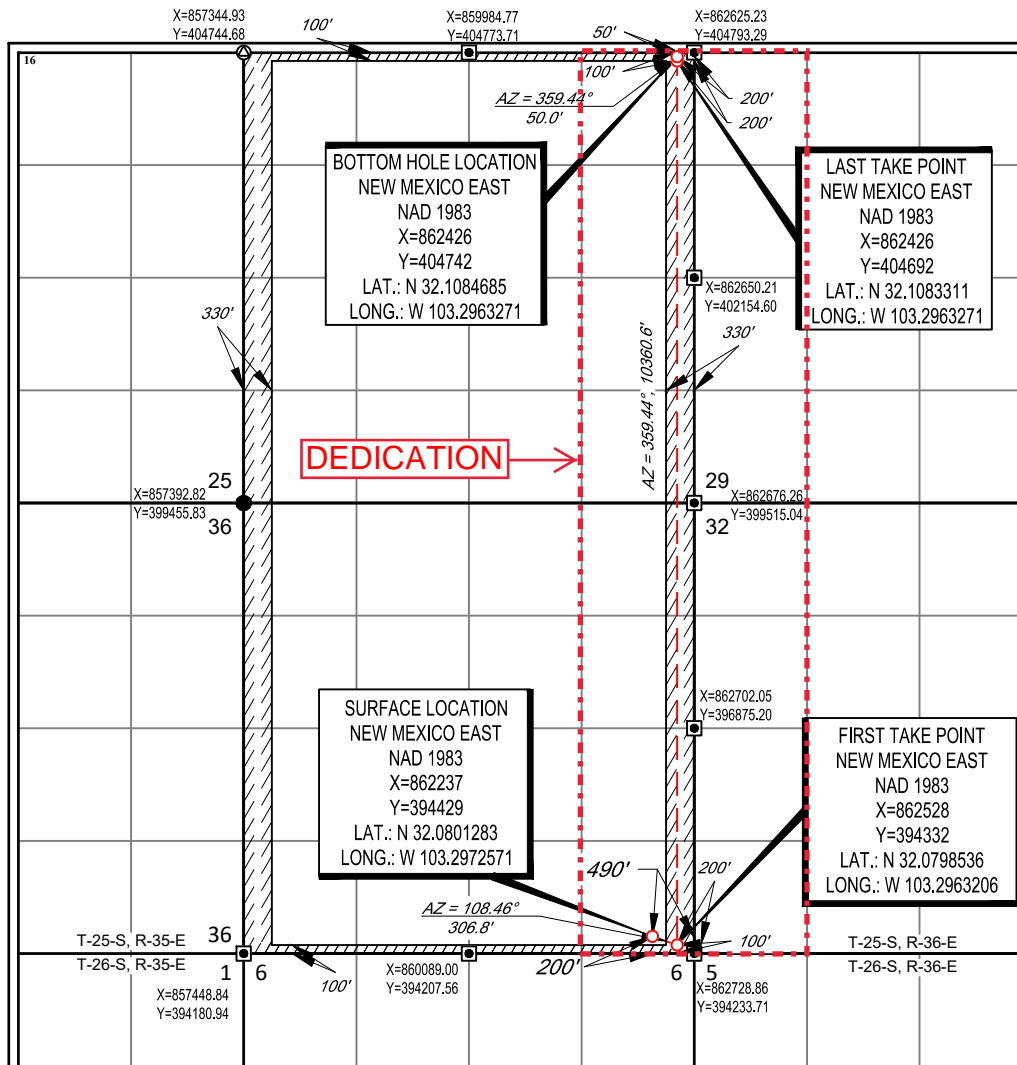 X=857344.93
Y=404744.68
100'
X=859984.77
Y=404773.71
50'
X=862625.23
Y=404793.29
16
100'
AZ = 359.44°
50.0'
200'
200'
BOTTOM HOLE LOCATION
NEW MEXICO EAST
NAD 1983
X=862426
Y=404742
LAT.: N 32.1084685
LONG.: W 103.2963271
LAST TAKE POINT
NEW MEXICO EAST
NAD 1983
X=862426
Y=404692
LAT.: N 32.1083311
LONG.: W 103.2963271
X=862650.21
Y=402154.60
330'
330'
AZ = 359.44°, 10360.6'
DEDICATION
25
29
X=857392.82
Y=399455.83
X=862676.26
Y=399515.04
36
32
SURFACE LOCATION
NEW MEXICO EAST
NAD 1983
X=862237
Y=394429
LAT.: N 32.0801283
LONG.: W 103.2972571
X=862702.05
Y=396875.20
FIRST TAKE POINT
NEW MEXICO EAST
NAD 1983
X=862528
Y=394332
LAT.: N 32.0798536
LONG.: W 103.2963206
490'
200'
AZ = 108.46°
306.8'
36
T-25-S, R-35-E
T-26-S, R-35-E
1
6
100'
200'
100'
T-25-S, R-36-E
T-26-S, R-36-E
6
5
X=857448.84
Y=394180.94
X=860089.00
Y=394207.56
X=862728.86
Y=394233.71